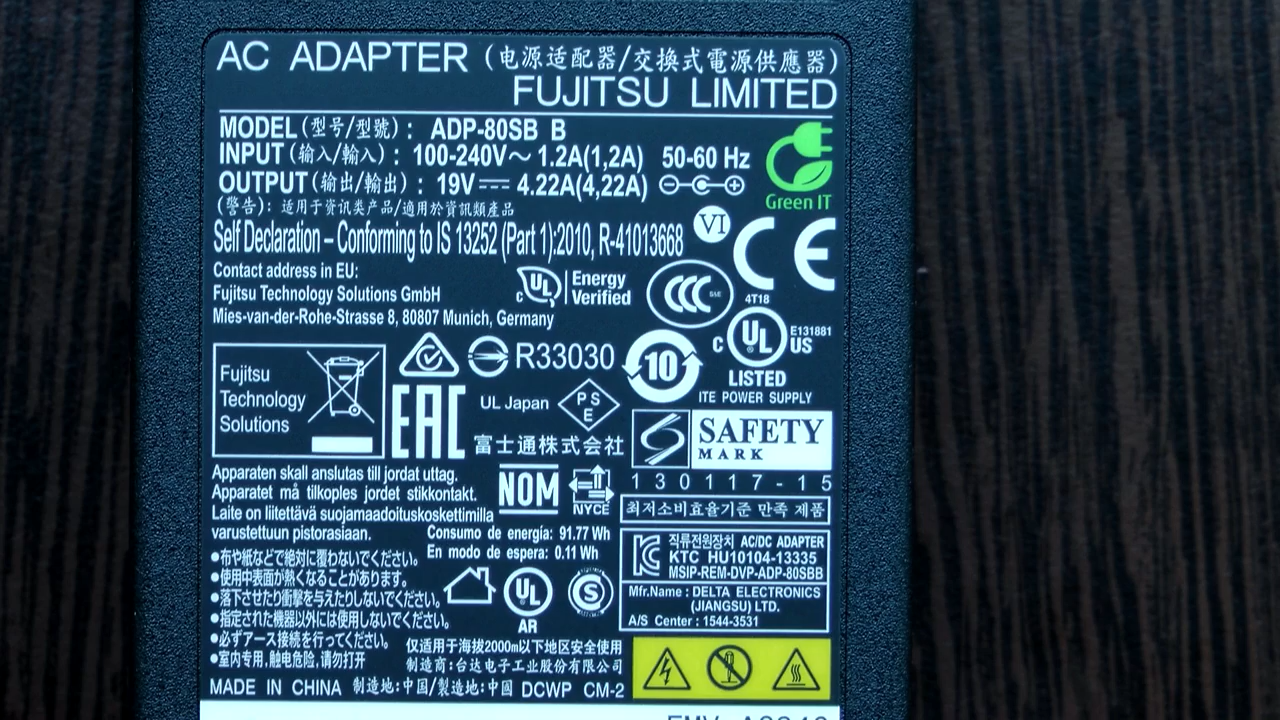 AC ADAPTER (电源适配器/交換式電源供應器)
FUJITSU LIMITED
MODEL (型号/型號) : ADP-80SB B
INPUT (输入/輸入) : 100-240V～ 1.2A(1,2A) 50-60 Hz
OUTPUT (输出/輸出) : 19V⎓ 4.22A(4,22A)
Green IT
(警告): 适用于资讯类产品/適用於資訊類產品
VI
Self Declaration – Conforming to IS 13252 (Part 1):2010, R-41013668
CE
Contact address in EU:
Fujitsu Technology Solutions GmbH
Mies-van-der-Rohe-Strasse 8, 80807 Munich, Germany
c UL Energy
Verified
CCC S&E
4T18
c UL US E131881
LISTED
ITE POWER SUPPLY
R33030
10
Fujitsu
Technology
Solutions
EAC
UL Japan
PSE
富士通株式会社
SAFETY
MARK
130117-15
Apparaten skall anslutas till jordat uttag.
Apparatet må tilkoples jordet stikkontakt.
Laite on liitettävä suojamaadoituskoskettimilla
varustettuun pistorasiaan.
NOM
NYCE
최저소비효율기준 만족 제품
Consumo de energía: 91.77 Wh
En modo de espera: 0.11 Wh
직류전원장치 AC/DC ADAPTER
KTC HU10104-13335
MSIP-REM-DVP-ADP-80SBB
Mfr.Name : DELTA ELECTRONICS
(JIANGSU) LTD.
A/S Center : 1544-3531
●布や紙などで絶対に覆わないでください。
●使用中表面が熱くなることがあります。
●落下させたり衝撃を与えたりしないでください。
●指定された機器以外には使用しないでください。
●必ずアース接続を行ってください。
●室内专用,触电危险,请勿打开
UL
AR
S
仅适用于海拔2000m以下地区安全使用
制造商:台达电子工业股份有限公司
MADE IN CHINA 制造地:中国/製造地:中國 DCWP CM-2